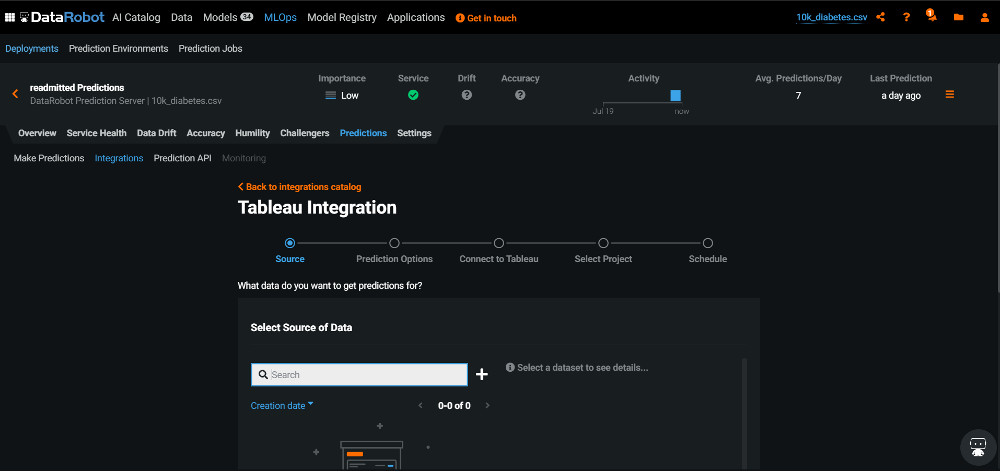 DataRobot AI Catalog Data Models 34 MLOps Model Registry Applications Get in touch 10k_diabetes.csv 1
Deployments Prediction Environments Prediction Jobs
Importance Service Drift Accuracy Activity Avg. Predictions/Day Last Prediction
readmitted Predictions
Low 7 a day ago
DataRobot Prediction Server | 10k_diabetes.csv
Jul 19 now
Overview Service Health Data Drift Accuracy Humility Challengers Predictions Settings
Make Predictions Integrations Prediction API Monitoring
Back to integrations catalog
Tableau Integration
Source Prediction Options Connect to Tableau Select Project Schedule
What data do you want to get predictions for?
Select Source of Data
Search
Select a dataset to see details...
Creation date 0-0 of 0